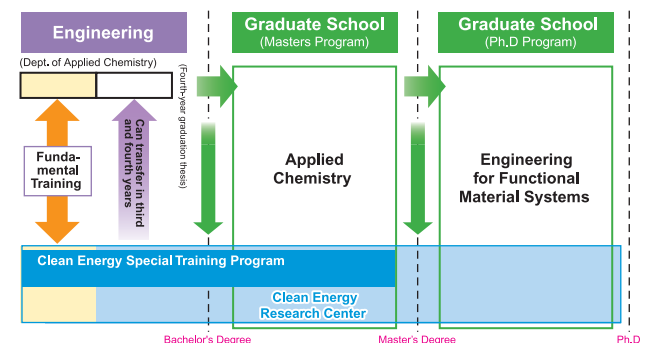 Engineering
(Dept. of Applied Chemistry)
Funda-
mental
Training
Can transfer in third
and fourth years
(Fourth-year graduation thesis)
Graduate School
(Masters Program)
Applied
Chemistry
Graduate School
(Ph.D Program)
Engineering
for Functional
Material Systems
Clean Energy Special Training Program
Clean Energy
Research Center
Bachelor's Degree
Master's Degree
Ph.D